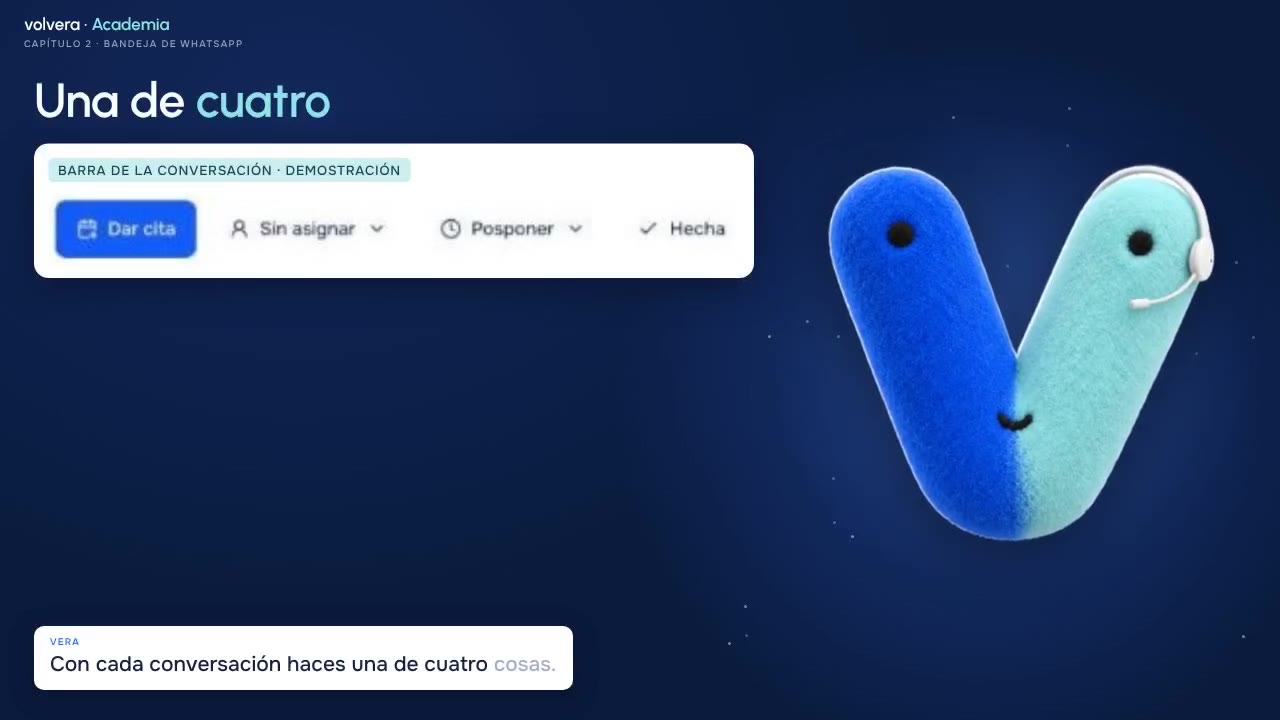 volvera · Academia
CAPÍTULO 2 · BANDEJA DE WHATSAPP
Una de cuatro
BARRA DE LA CONVERSACIÓN · DEMOSTRACIÓN
Dar cita Sin asignar Posponer Hecha
VERA
Con cada conversación haces una de cuatro cosas.